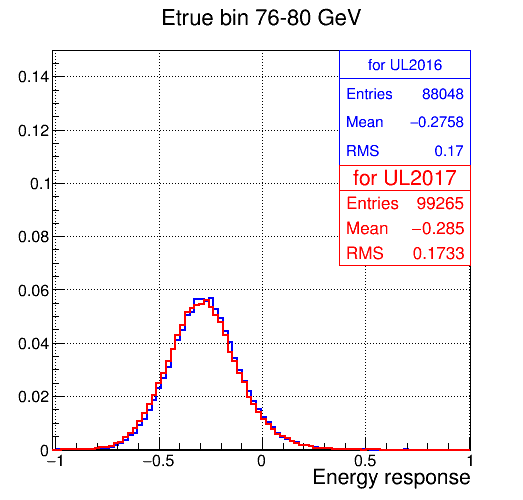 Etrue bin 76-80 GeV
for UL2016
Entries 88048
Mean −0.2758
RMS 0.17
for UL2017
Entries 99265
Mean −0.285
RMS 0.1733
0.14
0.12
0.1
0.08
0.06
0.04
0.02
0
−1 −0.5 0 0.5 1
Energy response